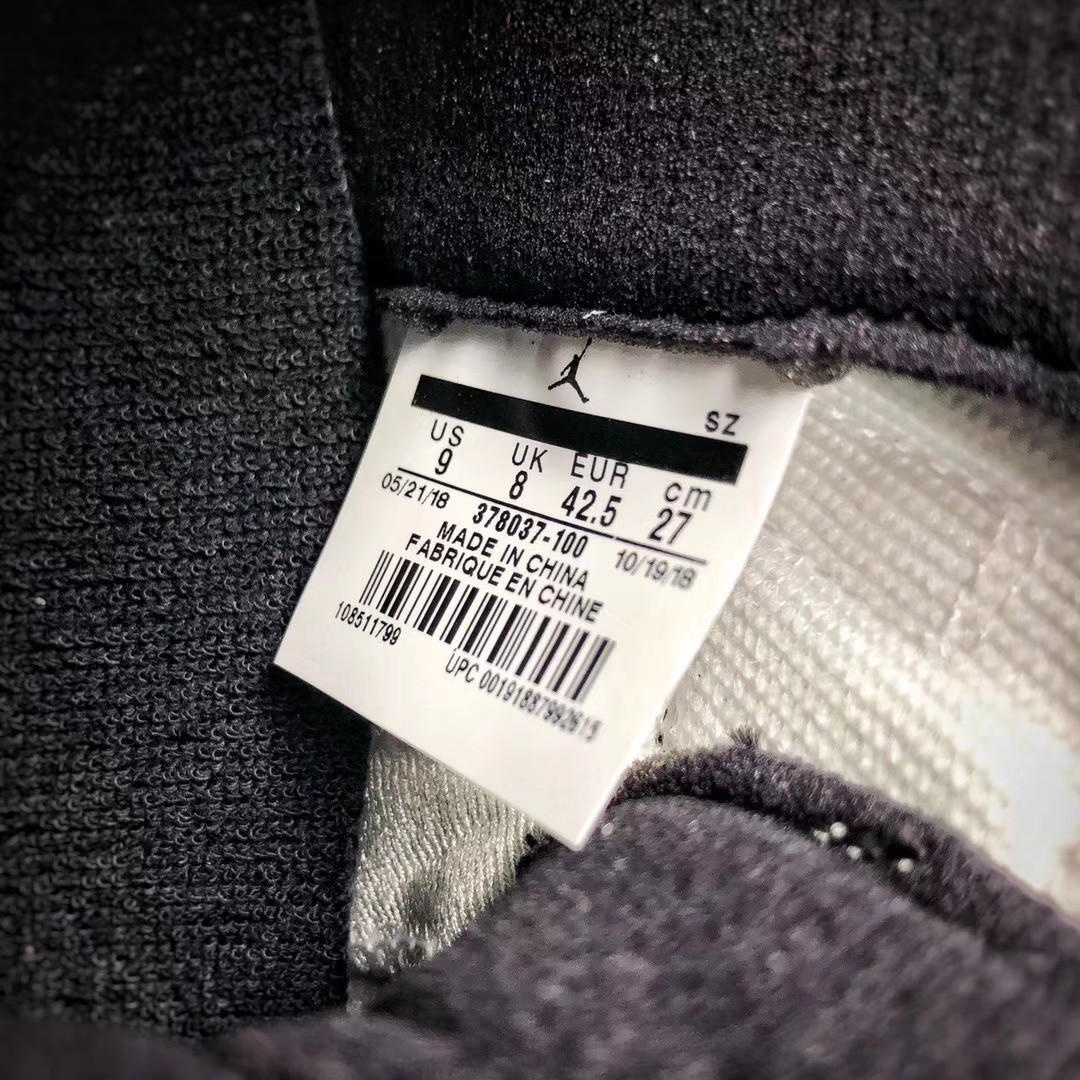 SZ
US UK EUR cm
9 8 42.5 27
05/21/18 378037-100 10/19/18
MADE IN CHINA
FABRIQUE EN CHINE
108511799
UPC 00191887992615